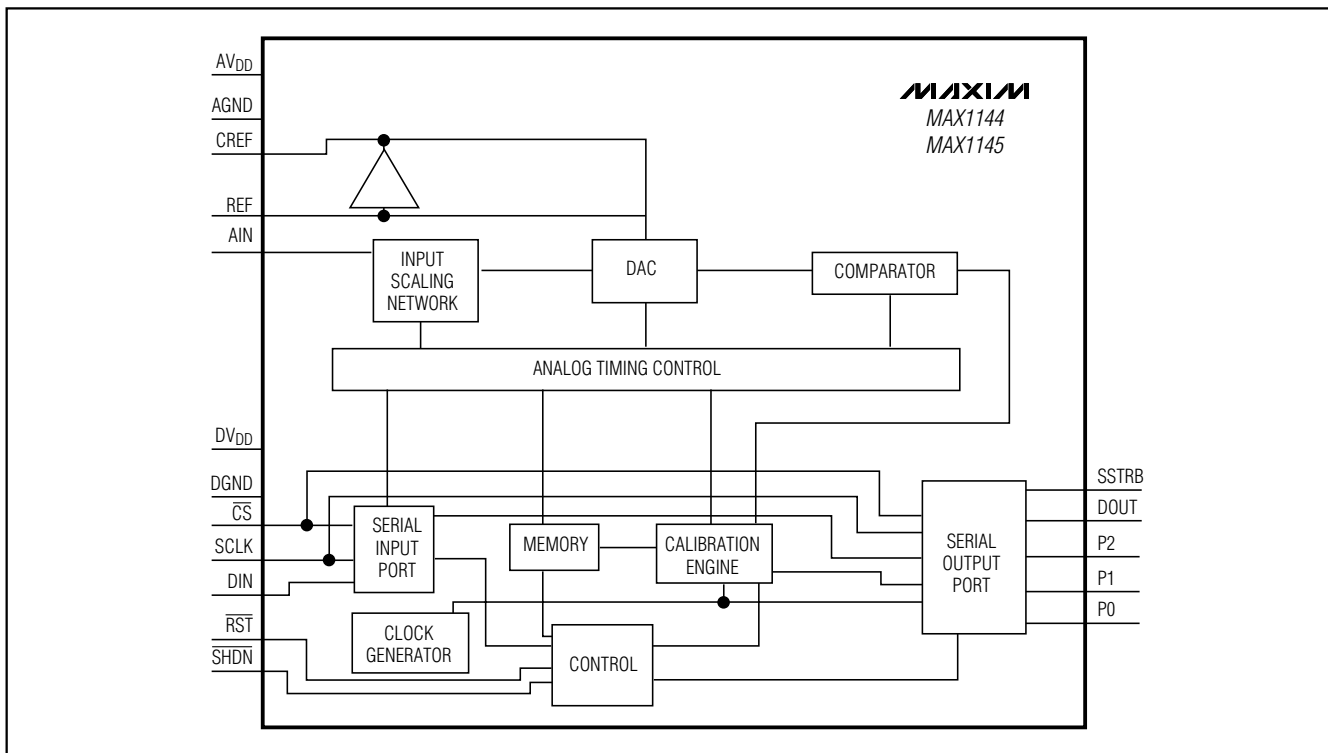 AVDD
AGND
CREF
REF
AIN
MAXIM
MAX1144
MAX1145
INPUT
SCALING
NETWORK
DAC
COMPARATOR
ANALOG TIMING CONTROL
DVDD
DGND
CS
SCLK
DIN
RST
SHDN
SERIAL
INPUT
PORT
MEMORY
CALIBRATION
ENGINE
CLOCK
GENERATOR
CONTROL
SERIAL
OUTPUT
PORT
SSTRB
DOUT
P2
P1
P0